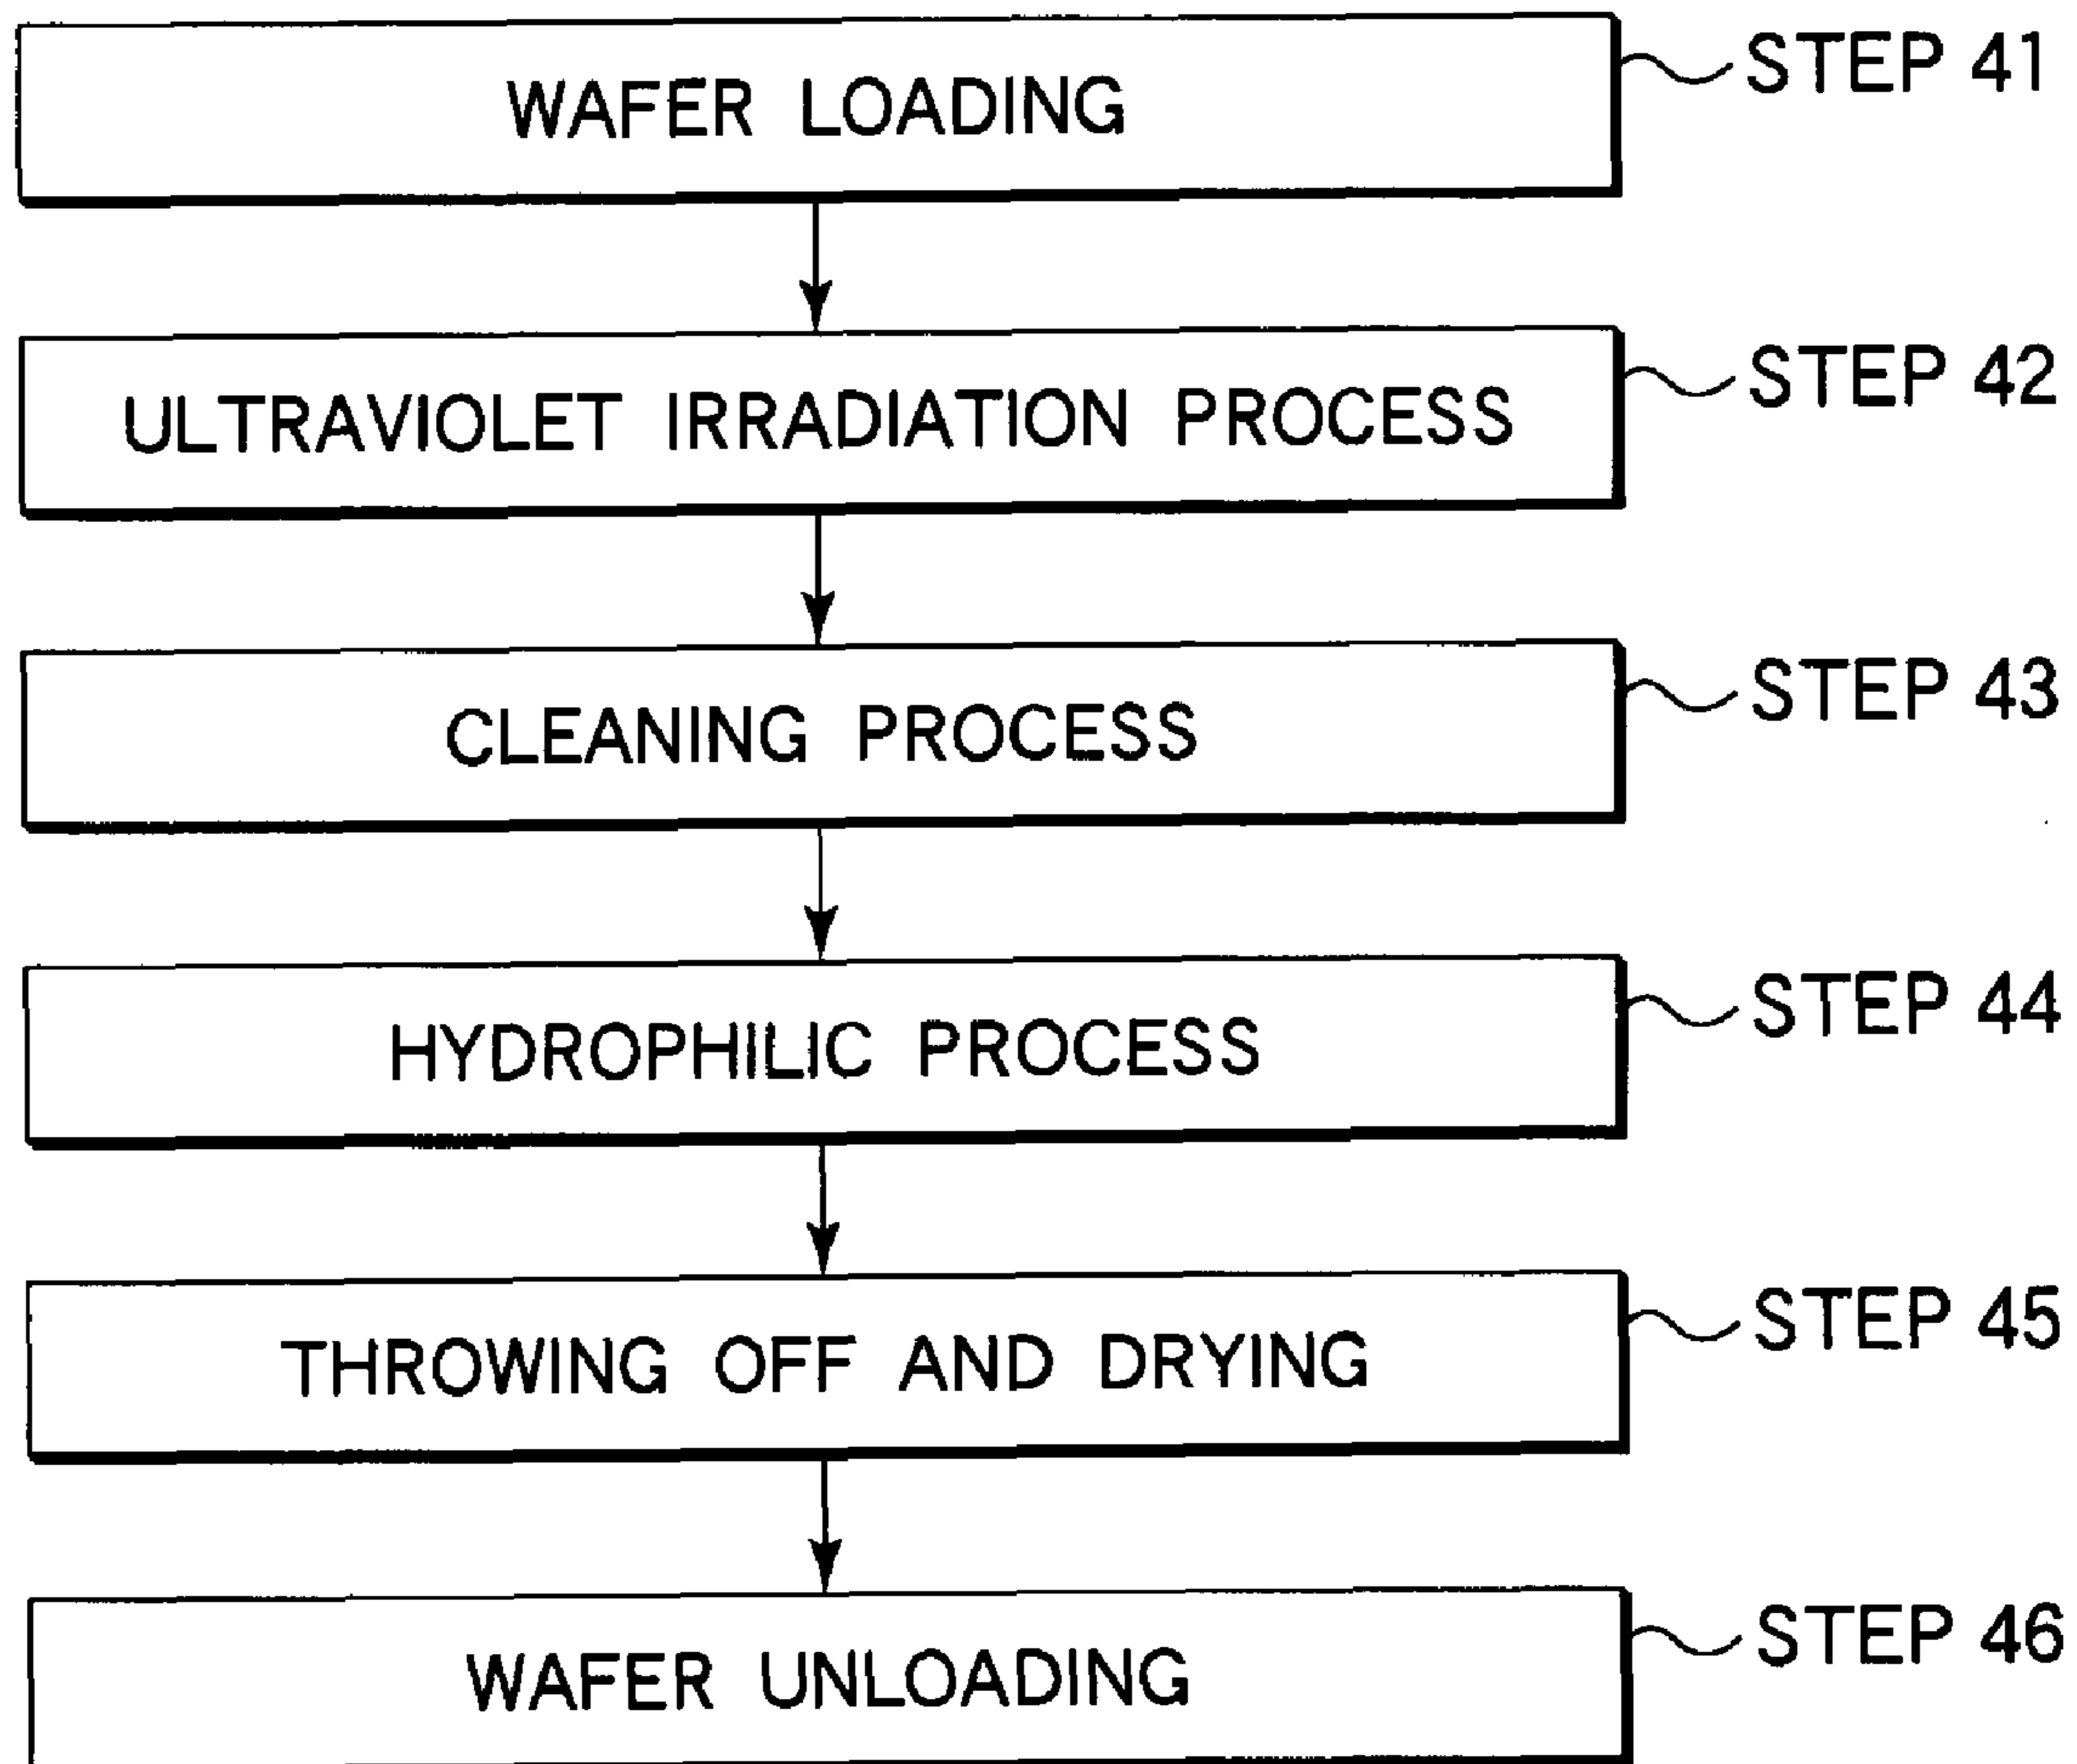 WAFER LOADING
STEP 41
ULTRAVIOLET IRRADIATION PROCESS
STEP 42
CLEANING PROCESS
STEP 43
HYDROPHILIC PROCESS
STEP 44
THROWING OFF AND DRYING
STEP 45
WAFER UNLOADING
STEP 46